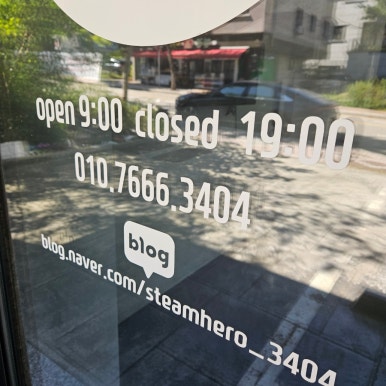 open 9:00 closed 19:00
010.7666.3404
blog
blog.naver.com/steamhero_3404